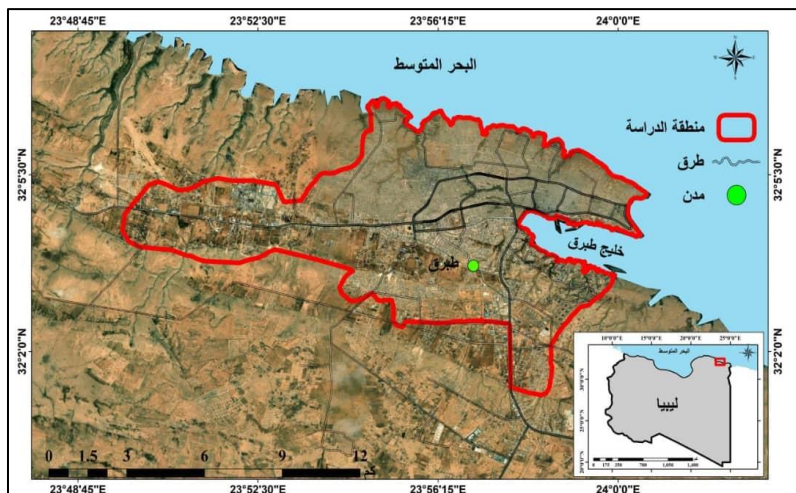 23°48'45"E 23°52'30"E 23°56'15"E 24°0'0"E
البحر المتوسط
منطقة الدراسة
طرق
مدن
32°5'30"N 32°5'30"N
خليج طبرق
طبرق
32°2'0"N 32°2'0"N
البحر المتوسط
ليبيا
0 1.5 3 6 9 12
كم
23°48'45"E 23°52'30"E 23°56'15"E 24°0'0"E